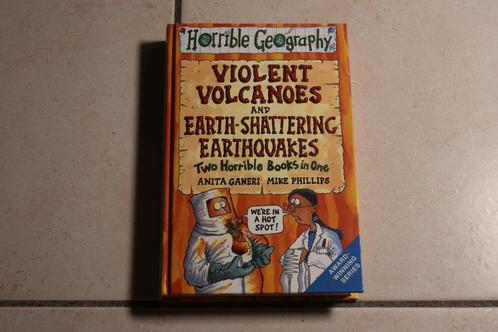 Horrible Geography
VIOLENT
VOLCANOES
AND
EARTH-SHATTERING
EARTHQUAKES
Two Horrible Books in One
ANITA GANERI MIKE PHILLIPS
WE'RE IN
A HOT
SPOT!
AWARD-
WINNING
SERIES